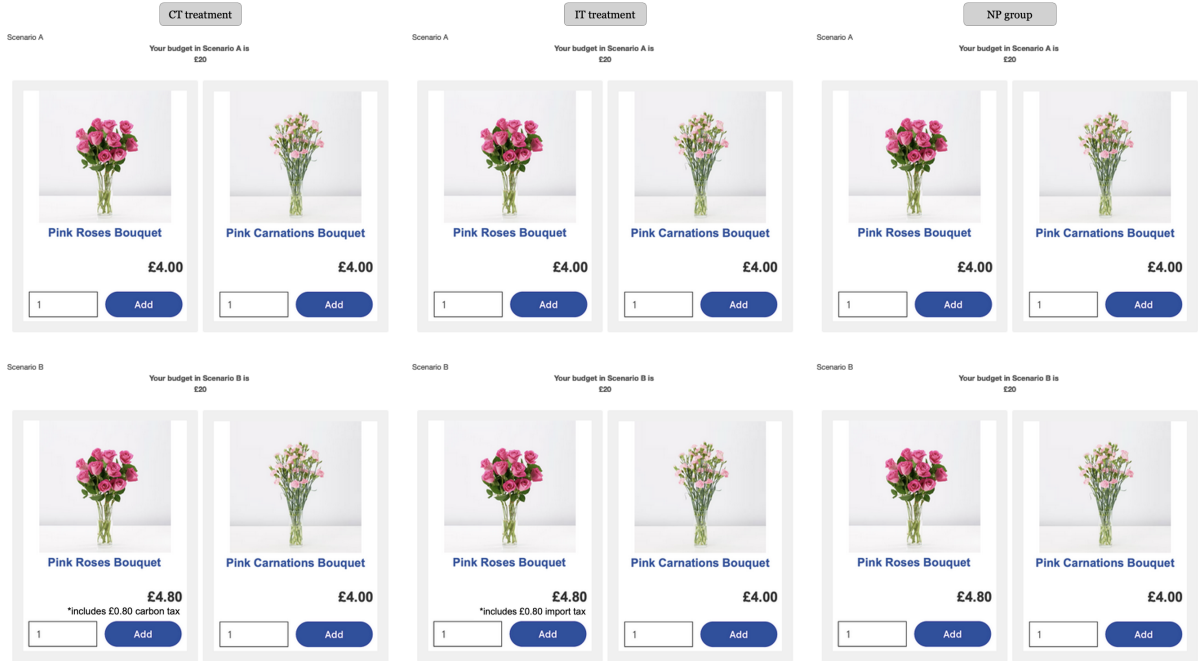 CT treatment
IT treatment
NP group
Scenario A
Your budget in Scenario A is
£20
Pink Roses Bouquet
£4.00
1
Add
Pink Carnations Bouquet
£4.00
1
Add
Scenario A
Your budget in Scenario A is
£20
Pink Roses Bouquet
£4.00
1
Add
Pink Carnations Bouquet
£4.00
1
Add
Scenario A
Your budget in Scenario A is
£20
Pink Roses Bouquet
£4.00
1
Add
Pink Carnations Bouquet
£4.00
1
Add
Scenario B
Your budget in Scenario B is
£20
Pink Roses Bouquet
£4.80
*includes £0.80 carbon tax
1
Add
Pink Carnations Bouquet
£4.00
1
Add
Scenario B
Your budget in Scenario B is
£20
Pink Roses Bouquet
£4.80
*includes £0.80 import tax
1
Add
Pink Carnations Bouquet
£4.00
1
Add
Scenario B
Your budget in Scenario B is
£20
Pink Roses Bouquet
£4.80
1
Add
Pink Carnations Bouquet
£4.00
1
Add